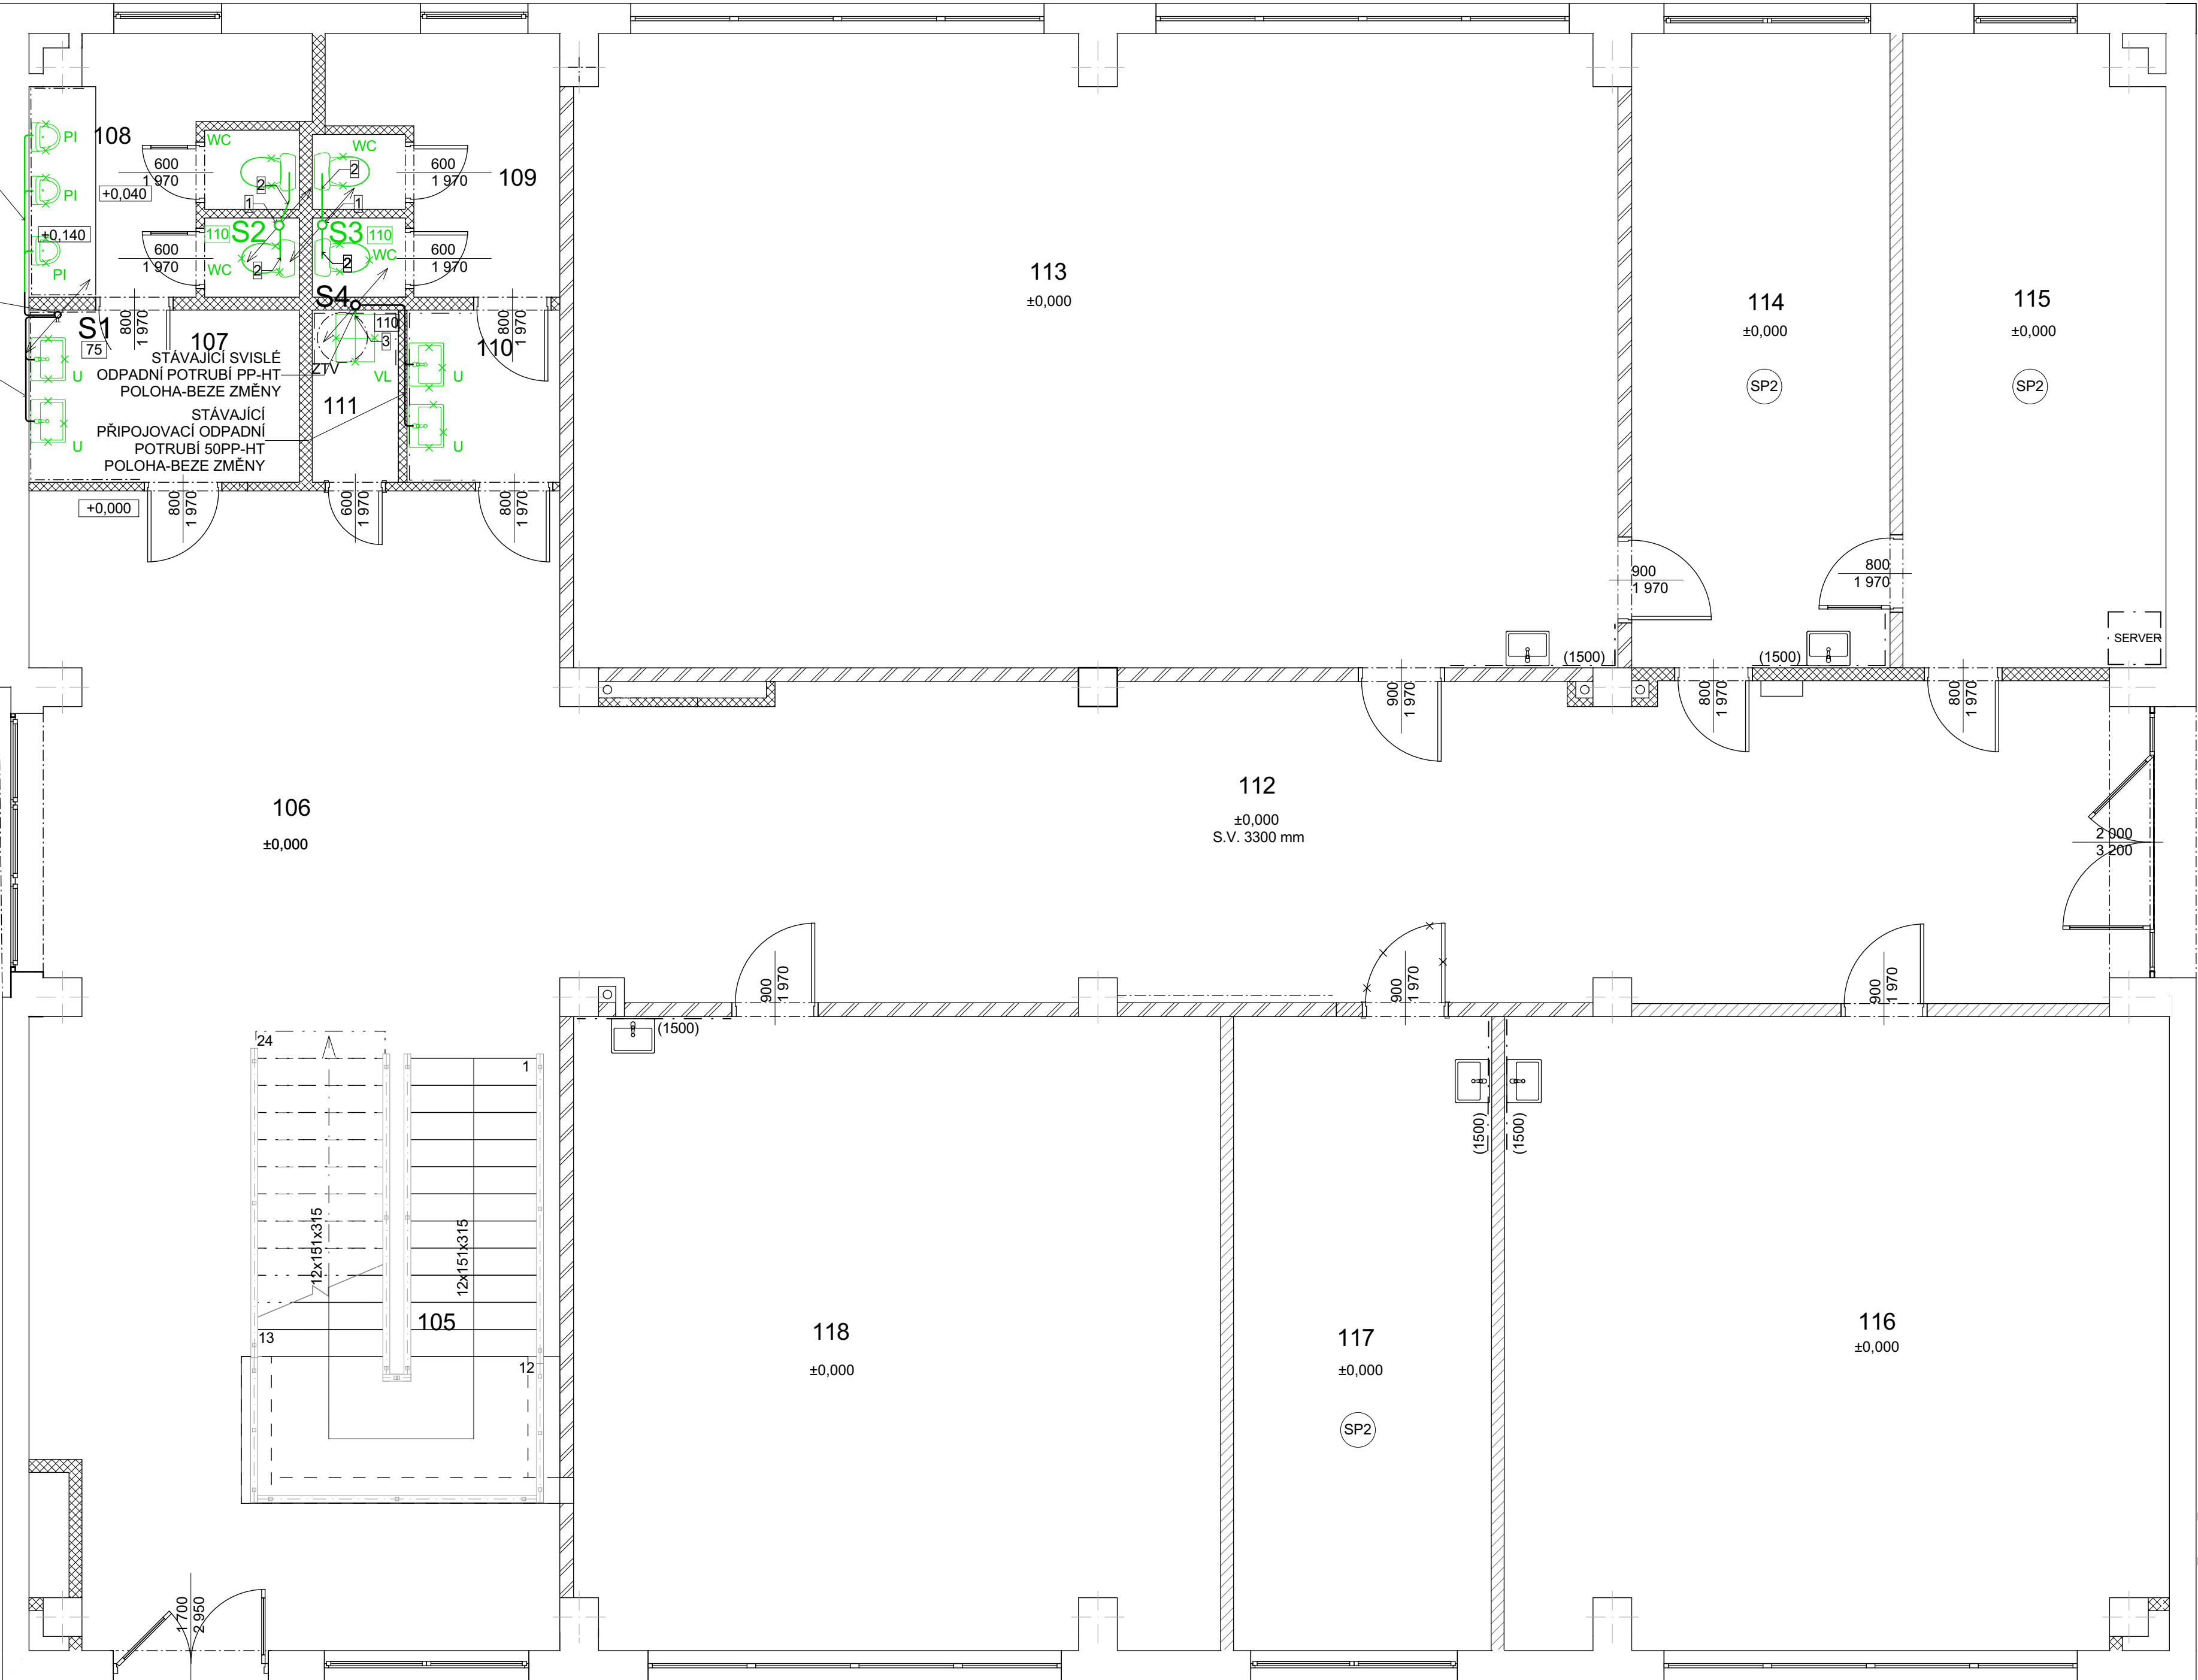 108
PI
PI
PI
+0,040
+0,140
600
1 970
600
1 970
WC
WC
2
1
2
1
110
S2
S3
110
WC
WC
2
2
600
1 970
600
1 970
109
S4
S1
75
800
1 970
107
STÁVAJÍCÍ SVISLÉ
ODPADNÍ POTRUBÍ PP-HT
POLOHA-BEZE ZMĚNY
STÁVAJÍCÍ
PŘIPOJOVACÍ ODPADNÍ
POTRUBÍ 50PP-HT
POLOHA-BEZE ZMĚNY
U
U
ZTV
110
3
VL
111
110
U
U
800
1 970
+0,000
800
1 970
600
1 970
800
1 970
113
±0,000
114
±0,000
SP2
115
±0,000
SP2
900
1 970
800
1 970
(1500)
(1500)
SERVER
900
1 970
800
1 970
800
1 970
106
±0,000
112
±0,000
S.V. 3300 mm
2 000
3 200
900
1 970
900
1 970
900
1 970
(1500)
(1500)
(1500)
24
1
12x151x315
12x151x315
105
13
12
118
±0,000
117
±0,000
SP2
116
±0,000
1 700
2 950